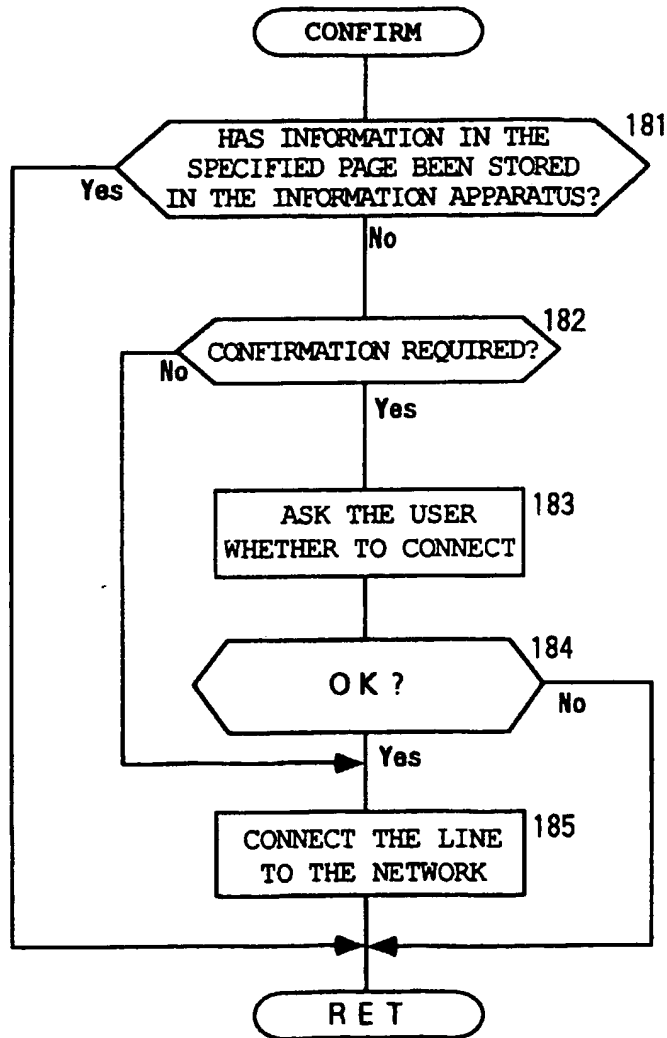 CONFIRM
181
HAS INFORMATION IN THE
SPECIFIED PAGE BEEN STORED
IN THE INFORMATION APPARATUS?
Yes
No
182
CONFIRMATION REQUIRED?
No
Yes
183
ASK THE USER
WHETHER TO CONNECT
184
OK?
No
Yes
185
CONNECT THE LINE
TO THE NETWORK
RET